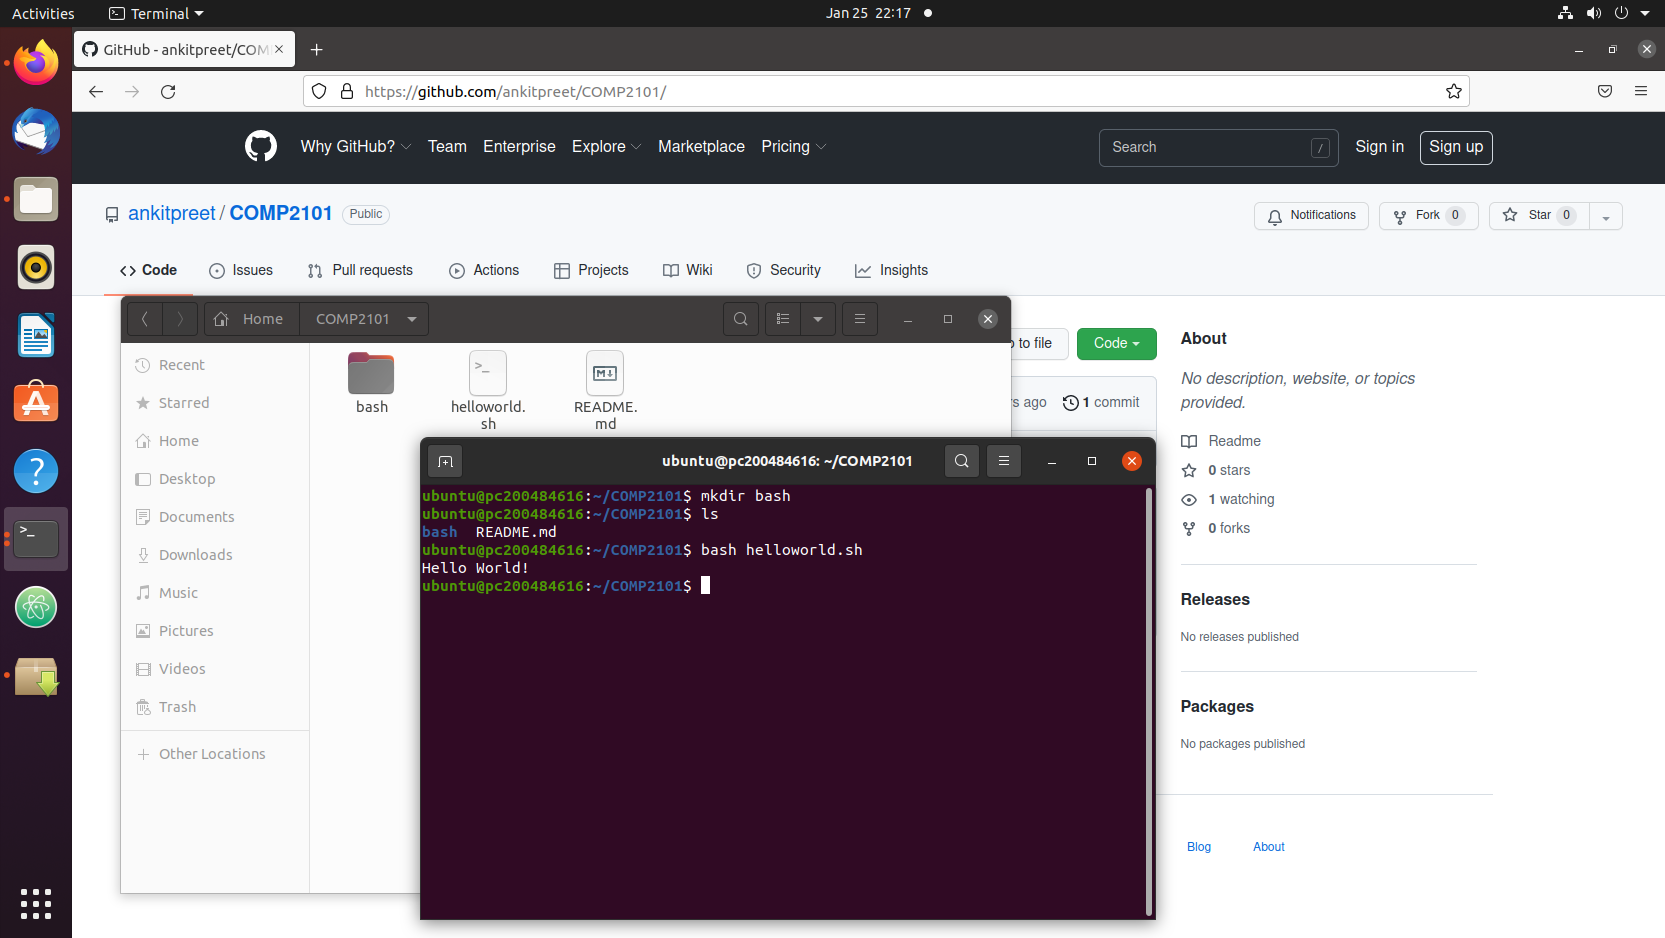 Activities Terminal Jan 25 22:17
GitHub - ankitpreet/COM
https://github.com/ankitpreet/COMP2101/
Why GitHub? Team Enterprise Explore Marketplace Pricing Search / Sign in Sign up
ankitpreet / COMP2101 Public Notifications Fork 0 Star 0
Code Issues Pull requests Actions Projects Wiki Security Insights
Home COMP2101
to file Code
ago 1 commit
Recent
Starred
Home
Desktop
Documents
Downloads
Music
Pictures
Videos
Trash
Other Locations
bash
helloworld.
sh
README.
md
ubuntu@pc200484616: ~/COMP2101
ubuntu@pc200484616:~/COMP2101$ mkdir bash
ubuntu@pc200484616:~/COMP2101$ ls
bash README.md
ubuntu@pc200484616:~/COMP2101$ bash helloworld.sh
Hello World!
ubuntu@pc200484616:~/COMP2101$
About
No description, website, or topics
provided.
Readme
0 stars
1 watching
0 forks
Releases
No releases published
Packages
No packages published
Blog About